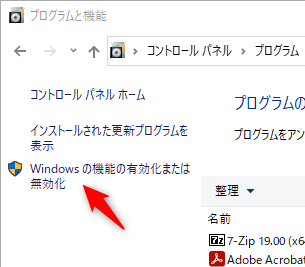 プログラムと機能
コントロール パネル プログラム
コントロール パネル ホーム
インストールされた更新プログラムを
表示
Windows の機能の有効化または
無効化
プログラムの
プログラムをアン
整理
名前
7-Zip 19.00 (x6
Adobe Acrobat